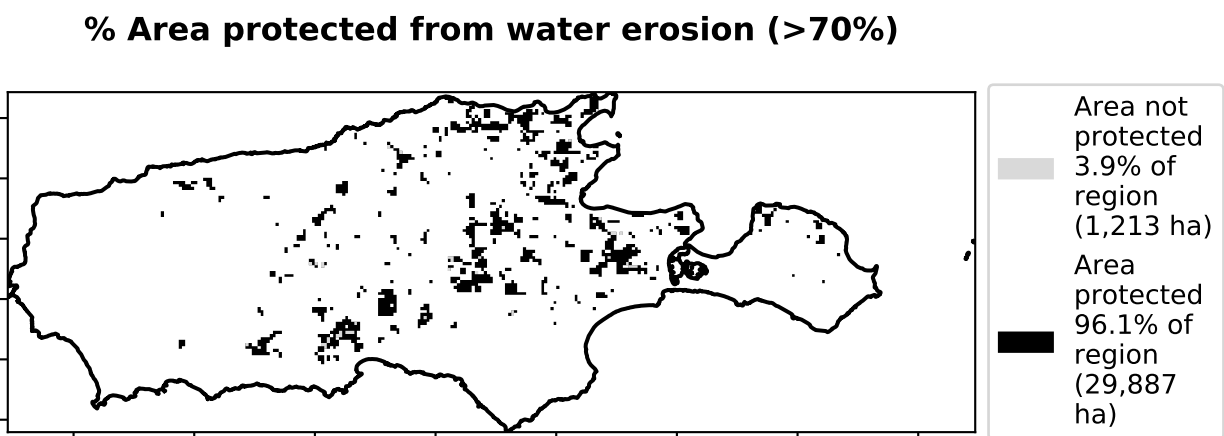 % Area protected from water erosion (>70%)
Area not
protected
3.9% of
region
(1,213 ha)
Area
protected
96.1% of
region
(29,887
ha)